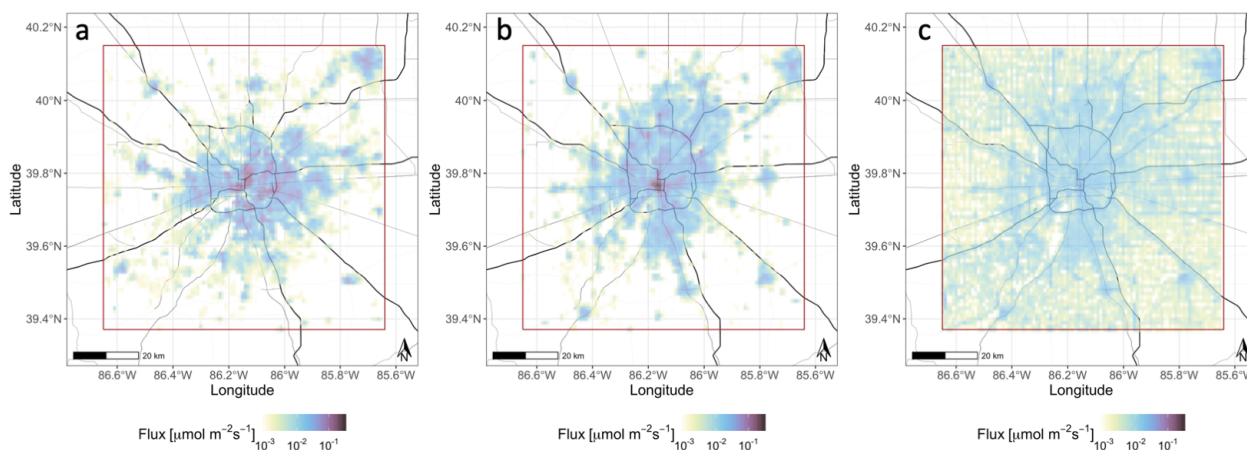 a
40.2°N
40°N
39.8°N
39.6°N
39.4°N
Latitude
20 km
N
86.6°W 86.4°W 86.2°W 86°W 85.8°W 85.6°W
Longitude
Flux [μmol m⁻²s⁻¹]
10⁻³ 10⁻² 10⁻¹
b
40.2°N
40°N
39.8°N
39.6°N
39.4°N
Latitude
20 km
N
86.6°W 86.4°W 86.2°W 86°W 85.8°W 85.6°W
Longitude
Flux [μmol m⁻²s⁻¹]
10⁻³ 10⁻² 10⁻¹
c
40.2°N
40°N
39.8°N
39.6°N
39.4°N
Latitude
20 km
N
86.6°W 86.4°W 86.2°W 86°W 85.8°W 85.6°W
Longitude
Flux [μmol m⁻²s⁻¹]
10⁻³ 10⁻² 10⁻¹